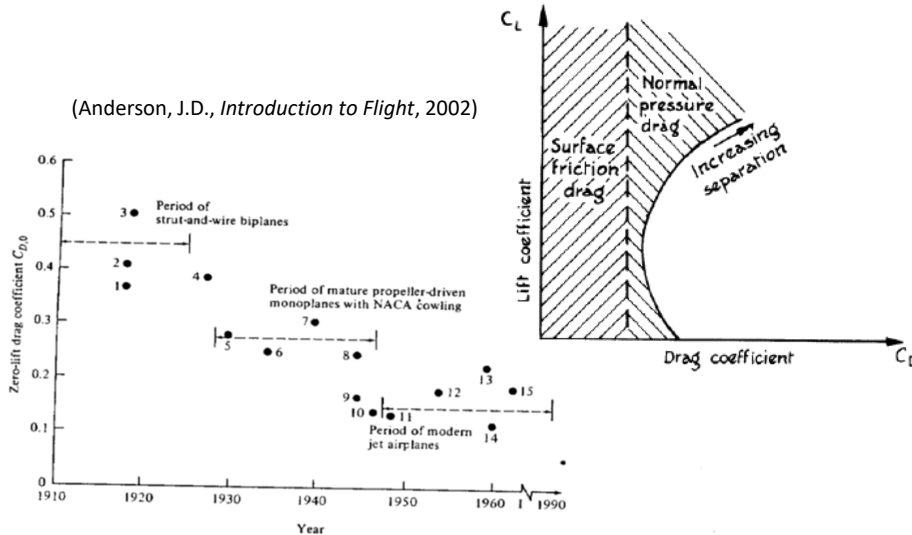 (Anderson, J.D., Introduction to Flight, 2002)
0.6
0.5
0.4
0.3
0.2
0.1
0
Zero-lift drag coefficient C_D,0
1910
1920
1930
1940
1950
1960
1990
Year
Period of
strut-and-wire biplanes
Period of mature propeller-driven
monoplanes with NACA cowling
Period of modern
jet airplanes
1
2
3
4
5
6
7
8
9
10
11
12
13
14
15
C_L
Lift coefficient
Surface
friction
drag
Normal
pressure
drag
Increasing
separation
Drag coefficient
C_D